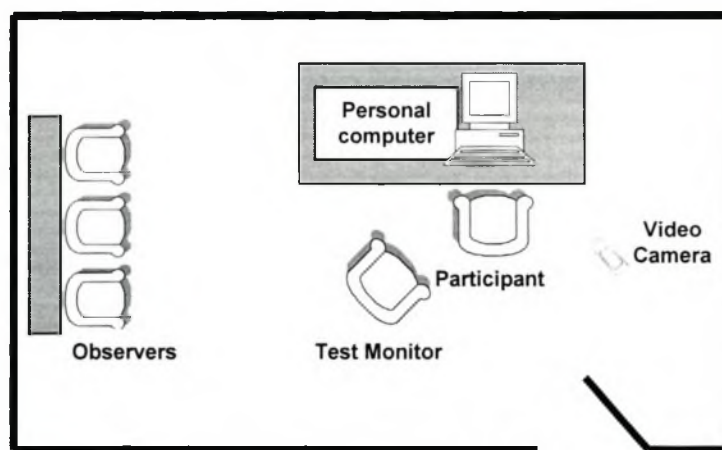 Personal
computer
Video
Camera
Participant
Observers
Test Monitor